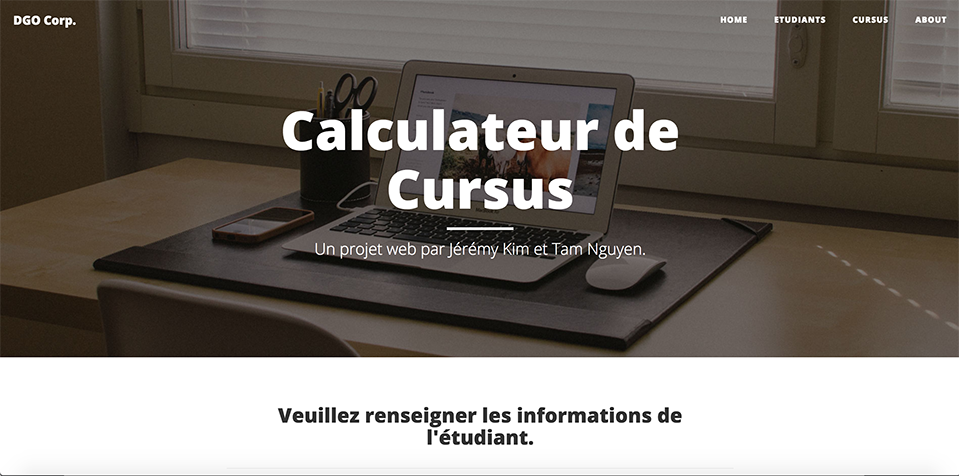 DGO Corp.
HOME ETUDIANTS CURSUS ABOUT
Calculateur de
Cursus
Un projet web par Jérémy Kim et Tam Nguyen.
Veuillez renseigner les informations de
l'étudiant.